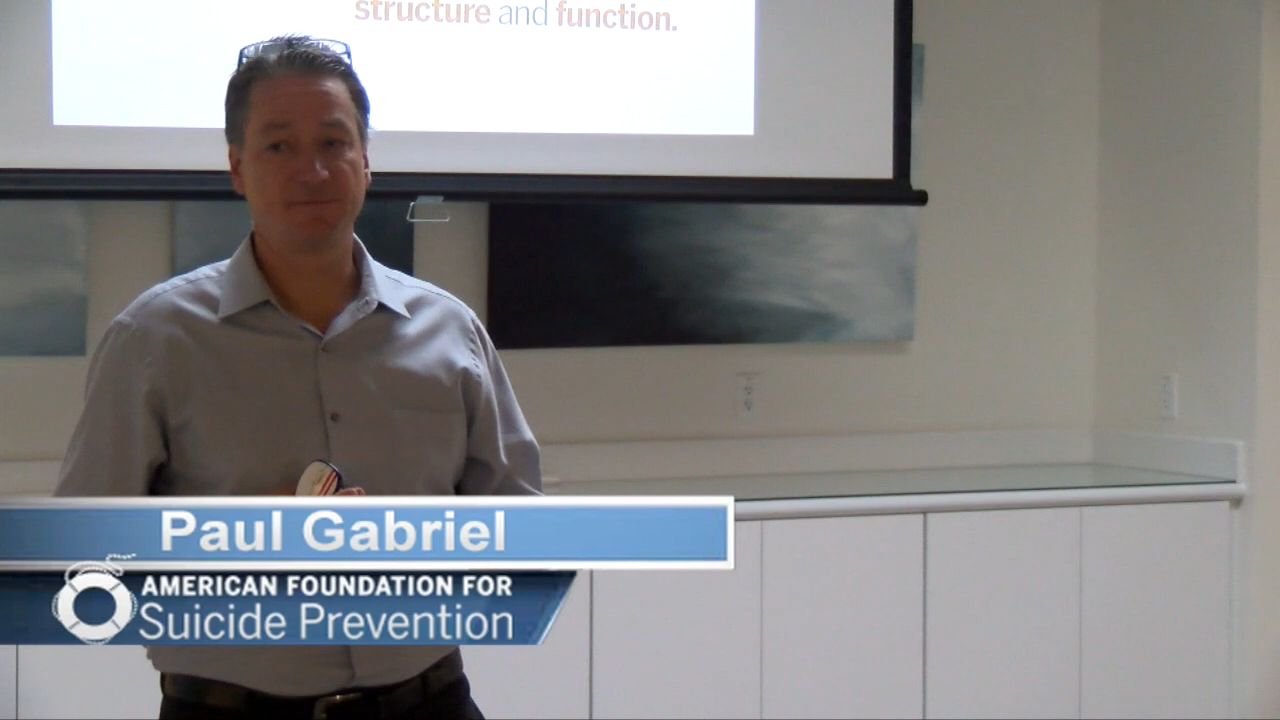 structure and function.
Paul Gabriel
AMERICAN FOUNDATION FOR
Suicide Prevention